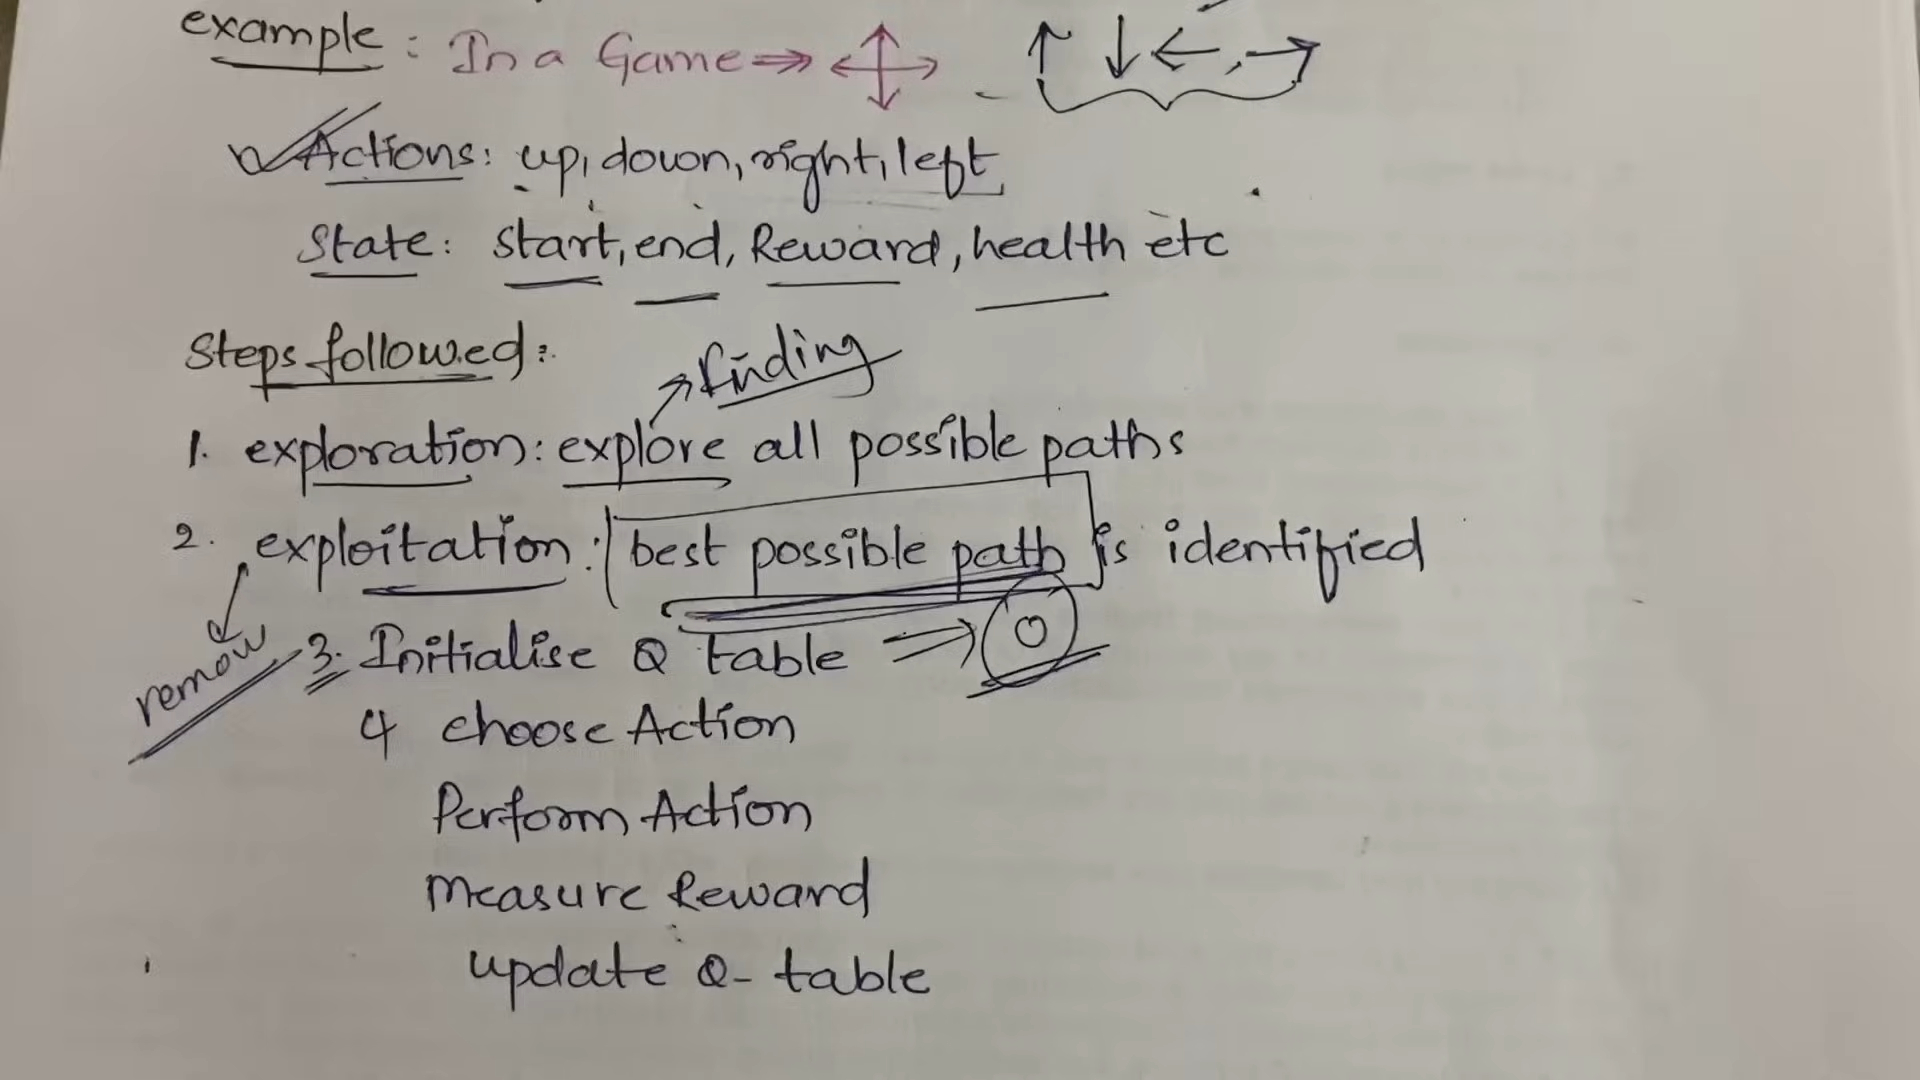 example : In a Game ⇒ ↑ ↓ ← , →
Actions: up, down, right, left
State: start, end, Reward, health etc
Steps followed:
finding
1. exploration: explore all possible paths
2. exploitation: best possible path is identified
3. Initialise Q table ⇒ 0
4 choose Action
Perform Action
Measure Reward
update Q-table